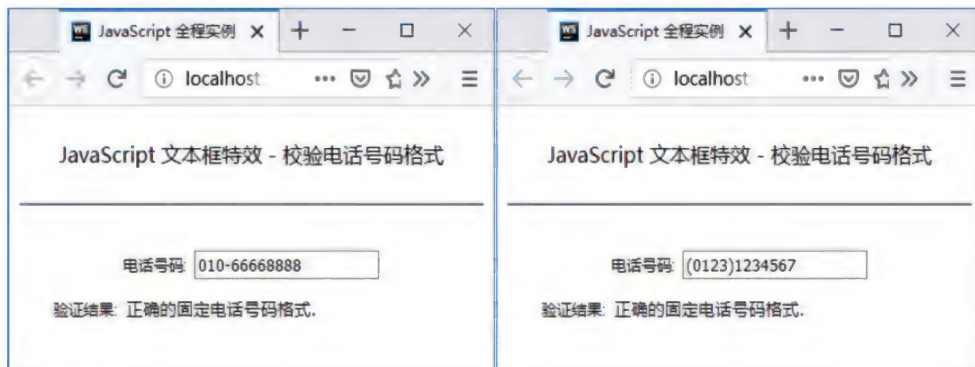 JavaScript 全程实例
localhost
JavaScript 文本框特效 - 校验电话号码格式
电话号码: 010-66668888
验证结果: 正确的固定电话号码格式.
JavaScript 全程实例
localhost
JavaScript 文本框特效 - 校验电话号码格式
电话号码: (0123)1234567
验证结果: 正确的固定电话号码格式.